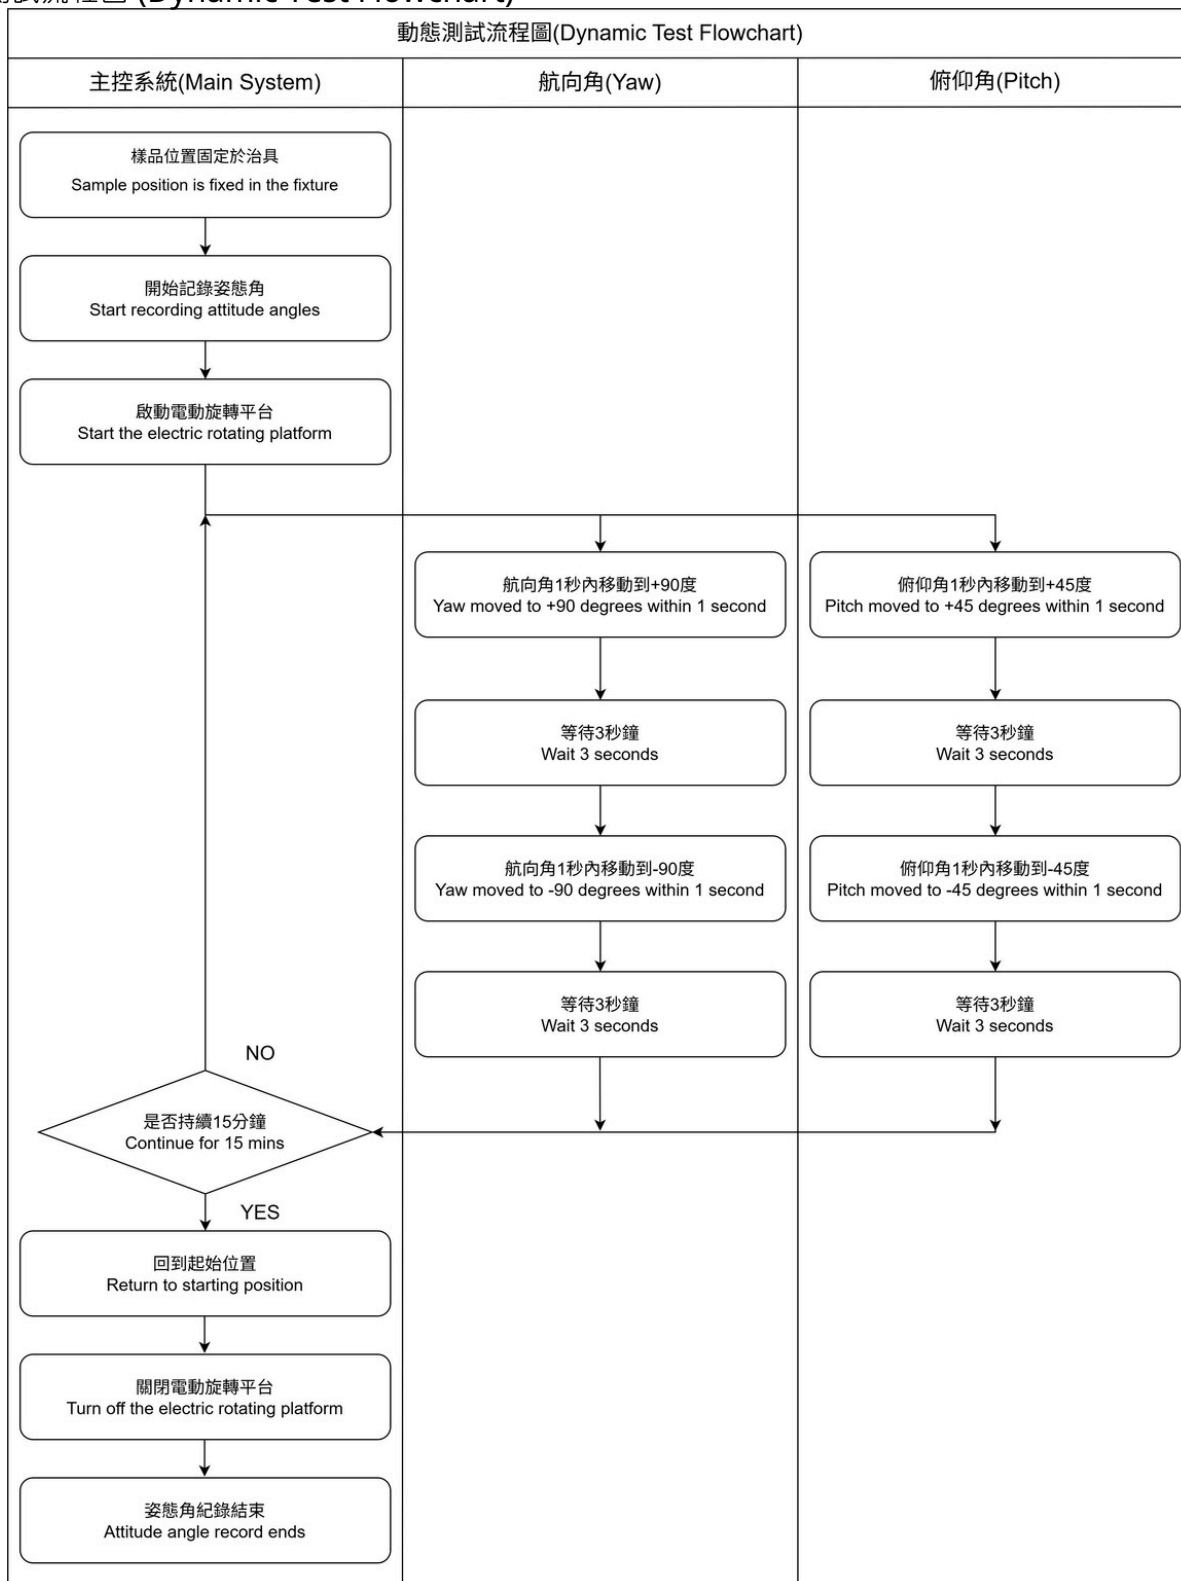 測試流程圖 (Dynamic Test Flowchart)
動態測試流程圖(Dynamic Test Flowchart)
主控系統(Main System)
航向角(Yaw)
俯仰角(Pitch)
樣品位置固定於治具
Sample position is fixed in the fixture
開始記錄姿態角
Start recording attitude angles
啟動電動旋轉平台
Start the electric rotating platform
航向角1秒內移動到+90度
Yaw moved to +90 degrees within 1 second
俯仰角1秒內移動到+45度
Pitch moved to +45 degrees within 1 second
等待3秒鐘
Wait 3 seconds
等待3秒鐘
Wait 3 seconds
航向角1秒內移動到-90度
Yaw moved to -90 degrees within 1 second
俯仰角1秒內移動到-45度
Pitch moved to -45 degrees within 1 second
等待3秒鐘
Wait 3 seconds
等待3秒鐘
Wait 3 seconds
NO
是否持續15分鐘
Continue for 15 mins
YES
回到起始位置
Return to starting position
關閉電動旋轉平台
Turn off the electric rotating platform
姿態角紀錄結束
Attitude angle record ends